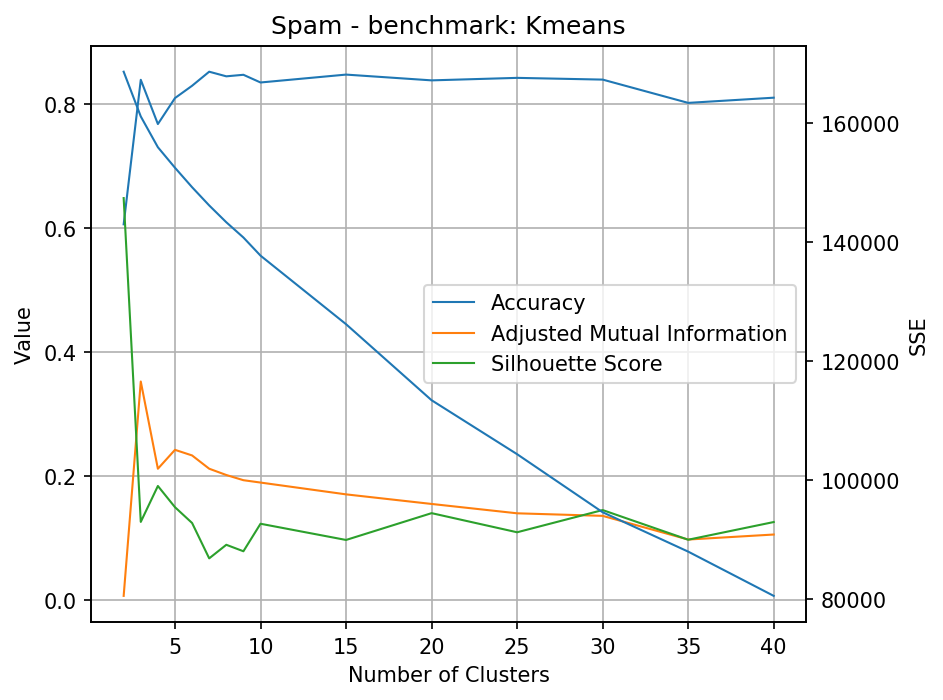 Spam - benchmark: Kmeans
Value
0.8
0.6
0.4
0.2
0.0
Accuracy
Adjusted Mutual Information
Silhouette Score
160000
140000
120000
100000
80000
SSE
5 10 15 20 25 30 35 40
Number of Clusters